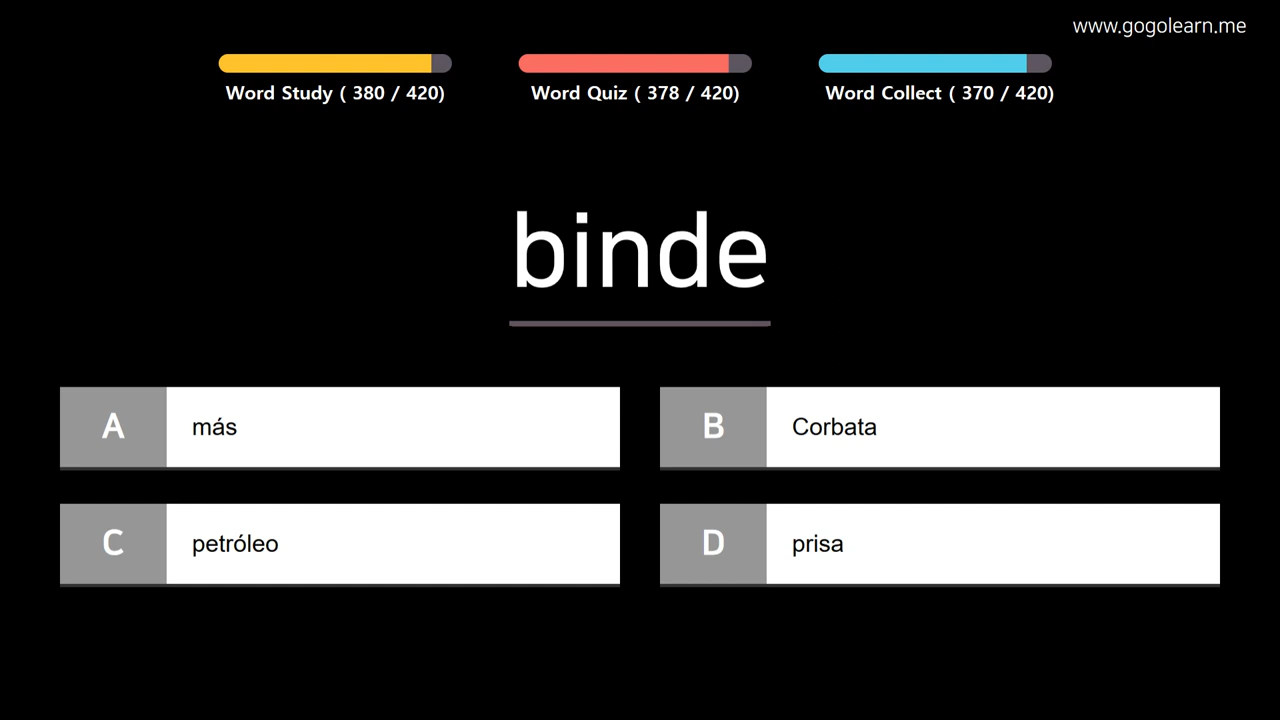 www.gogolearn.me
Word Study ( 380 / 420)
Word Quiz ( 378 / 420)
Word Collect ( 370 / 420)
binde
A más
B Corbata
C petróleo
D prisa